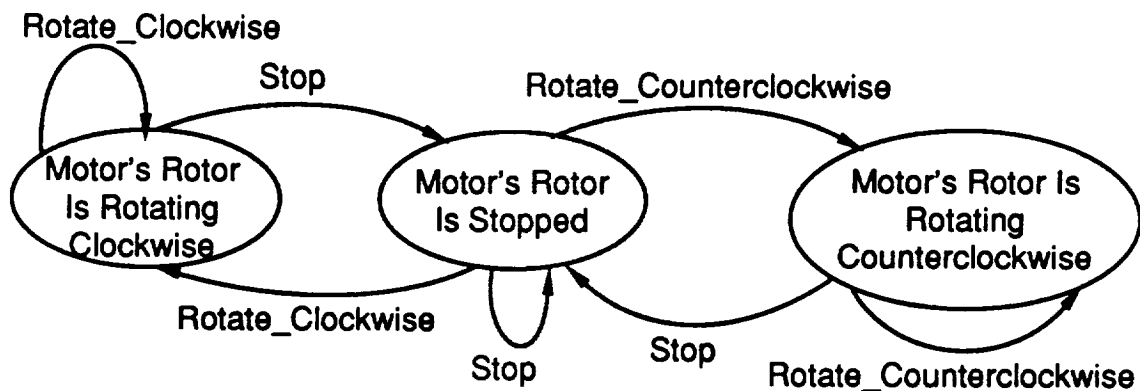 Rotate_Clockwise
Stop
Rotate_Counterclockwise
Motor's Rotor
Is Rotating
Clockwise
Motor's Rotor
Is Stopped
Motor's Rotor Is
Rotating
Counterclockwise
Rotate_Clockwise
Stop
Stop
Rotate_Counterclockwise